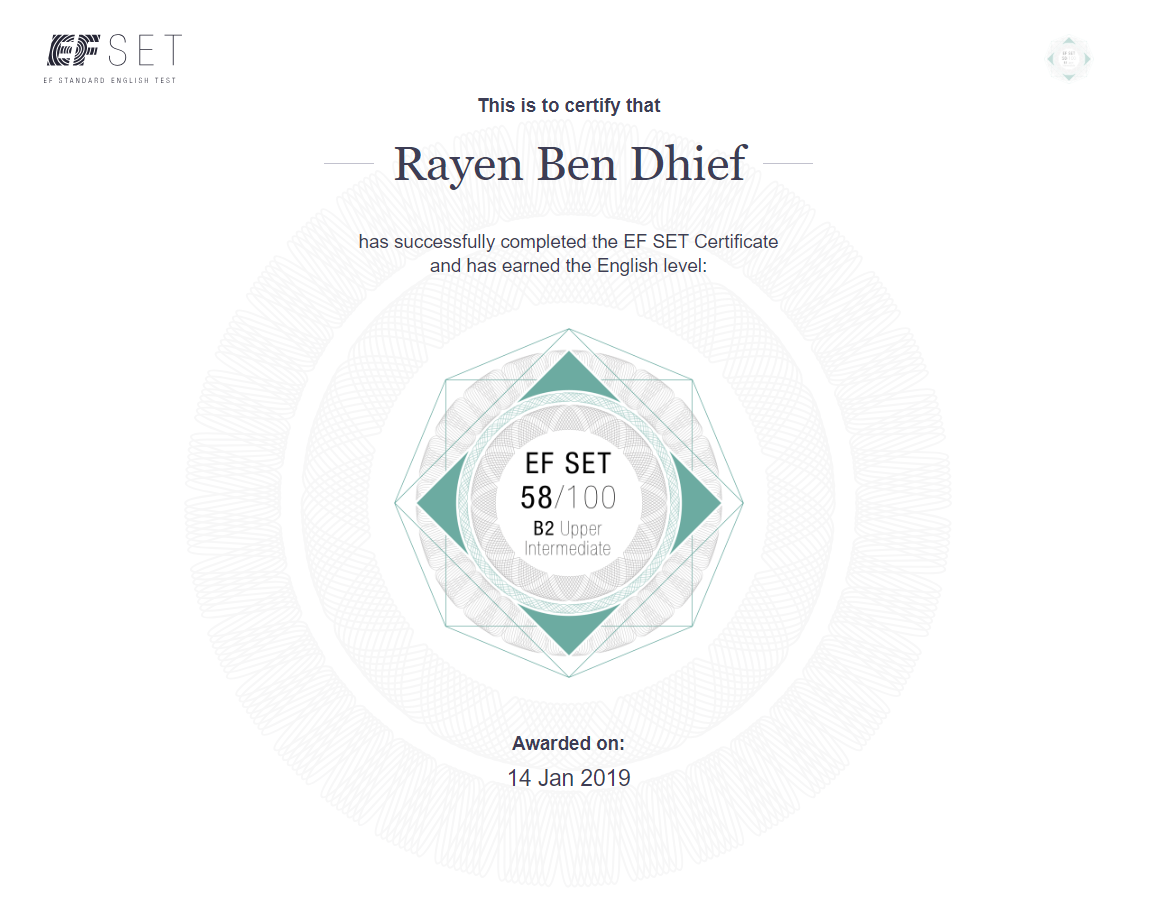 EF SET
EF STANDARD ENGLISH TEST
This is to certify that
Rayen Ben Dhief
has successfully completed the EF SET Certificate
and has earned the English level:
EF SET
58/100
B2 Upper
Intermediate
Awarded on:
14 Jan 2019